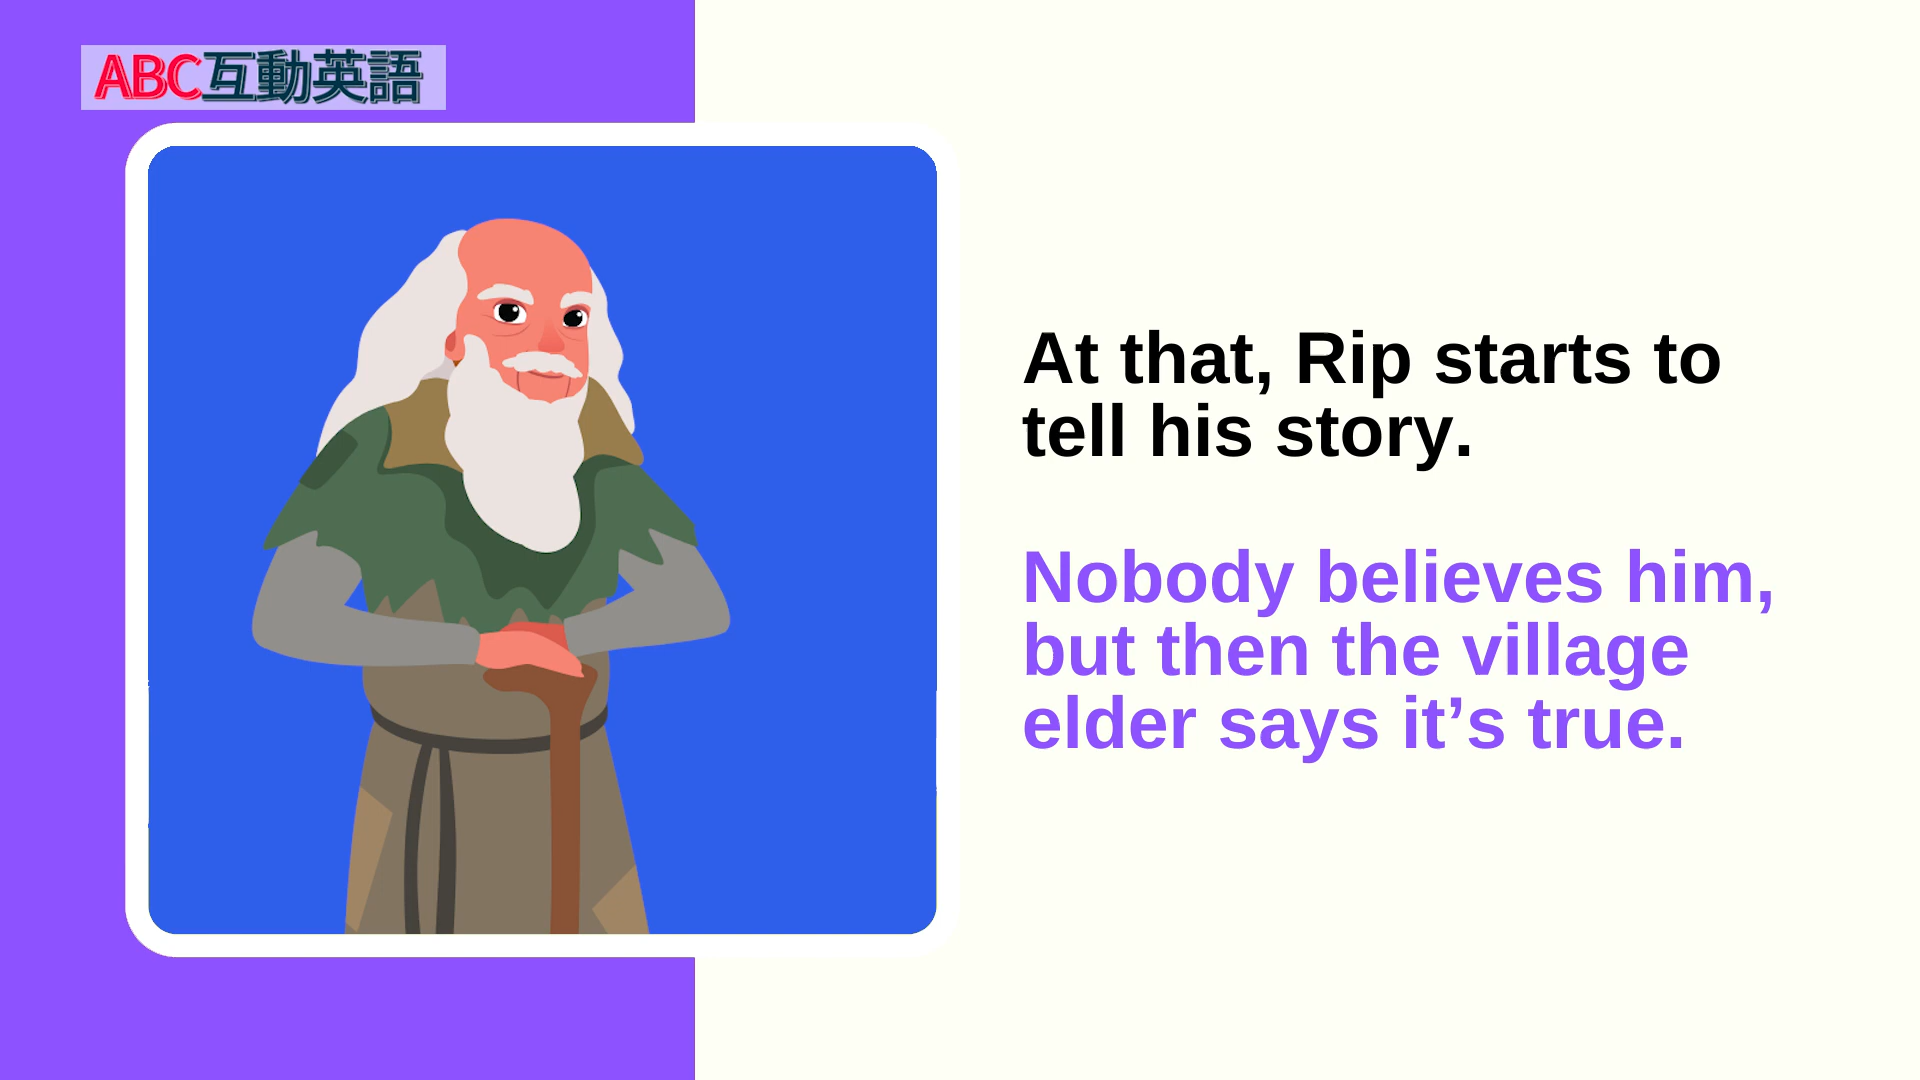 ABC互動英語
At that, Rip starts to
tell his story.
Nobody believes him,
but then the village
elder says it’s true.